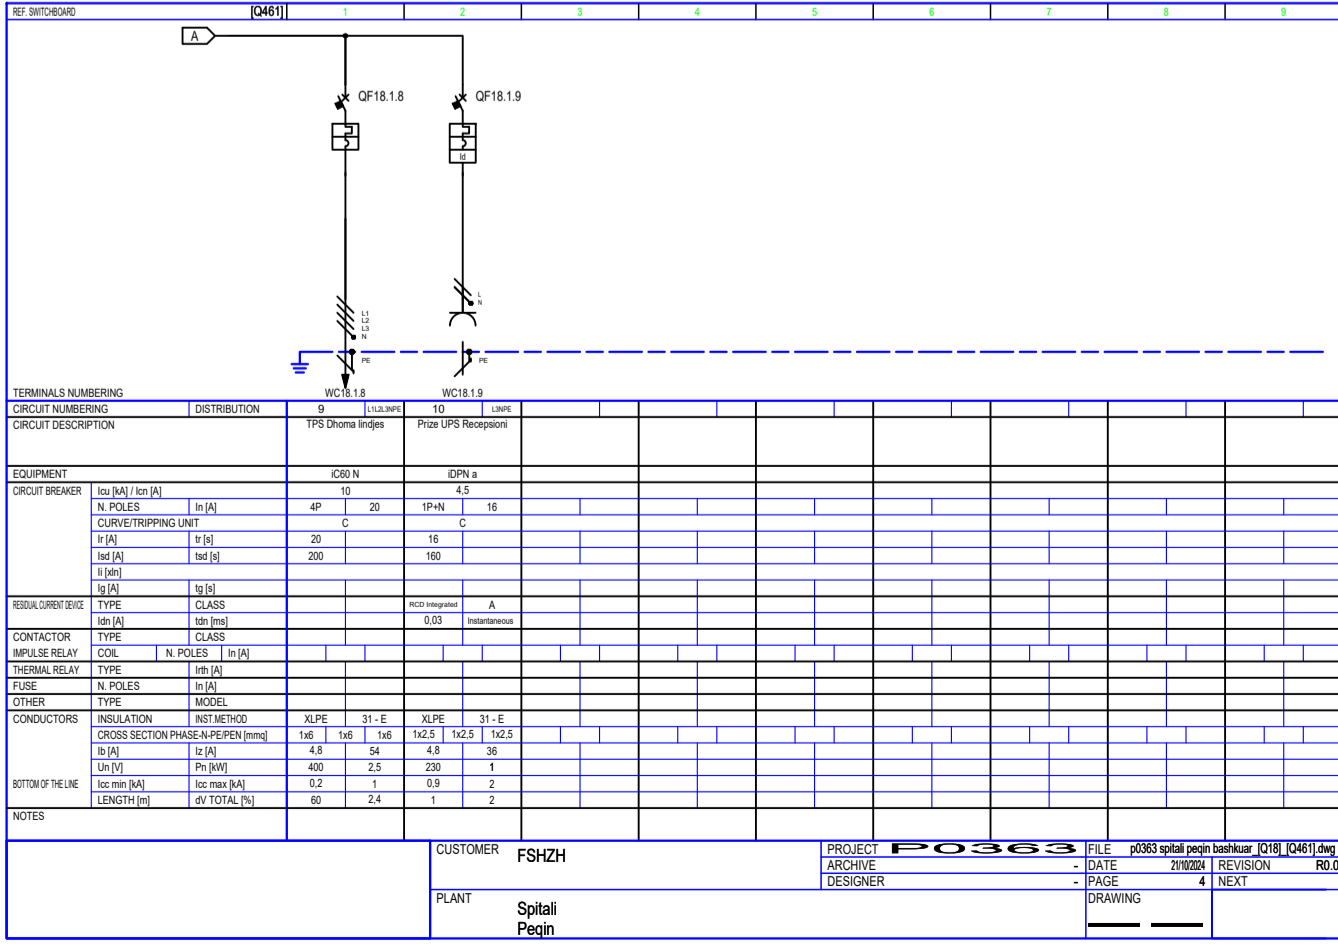 REF. SWITCHBOARD [Q461] 1 2 3 4 5 6 7 8 9
A
QF18.1.8 QF18.1.9
Id
L
N
L1
L2
L3
N
PE PE
TERMINALS NUMBERING WC18.1.8 WC18.1.9
CIRCUIT NUMBERING DISTRIBUTION 9 L1L2L3NPE 10 L3NPE
CIRCUIT DESCRIPTION TPS Dhoma lindjes Prize UPS Recepsioni
EQUIPMENT iC60 N iDPN a
CIRCUIT BREAKER Icu [kA] / Icn [A] 10 4,5
N. POLES In [A] 4P 20 1P+N 16
CURVE/TRIPPING UNIT C C
Ir [A] tr [s] 20 16
Isd [A] tsd [s] 200 160
Ii [xIn]
Ig [A] tg [s]
RESIDUAL CURRENT DEVICE TYPE CLASS RCD Integrated A
Idn [A] tdn [ms] 0,03 Instantaneous
CONTACTOR TYPE CLASS
IMPULSE RELAY COIL N. POLES In [A]
THERMAL RELAY TYPE Irth [A]
FUSE N. POLES In [A]
OTHER TYPE MODEL
CONDUCTORS INSULATION INST.METHOD XLPE 31 - E XLPE 31 - E
CROSS SECTION PHASE-N-PE/PEN [mmq] 1x6 1x6 1x6 1x2,5 1x2,5 1x2,5
Ib [A] Iz [A] 4,8 54 4,8 36
Un [V] Pn [kW] 400 2,5 230 1
BOTTOM OF THE LINE Icc min [kA] Icc max [kA] 0,2 1 0,9 2
LENGTH [m] dV TOTAL [%] 60 2,4 1 2
NOTES
CUSTOMER FSHZH PROJECT P0363 FILE p0363 spitali peqin bashkuar_[Q18]_[Q461].dwg
ARCHIVE - DATE 21/10/2024 REVISION R0.0
DESIGNER - PAGE 4 NEXT
PLANT Spitali DRAWING
Peqin